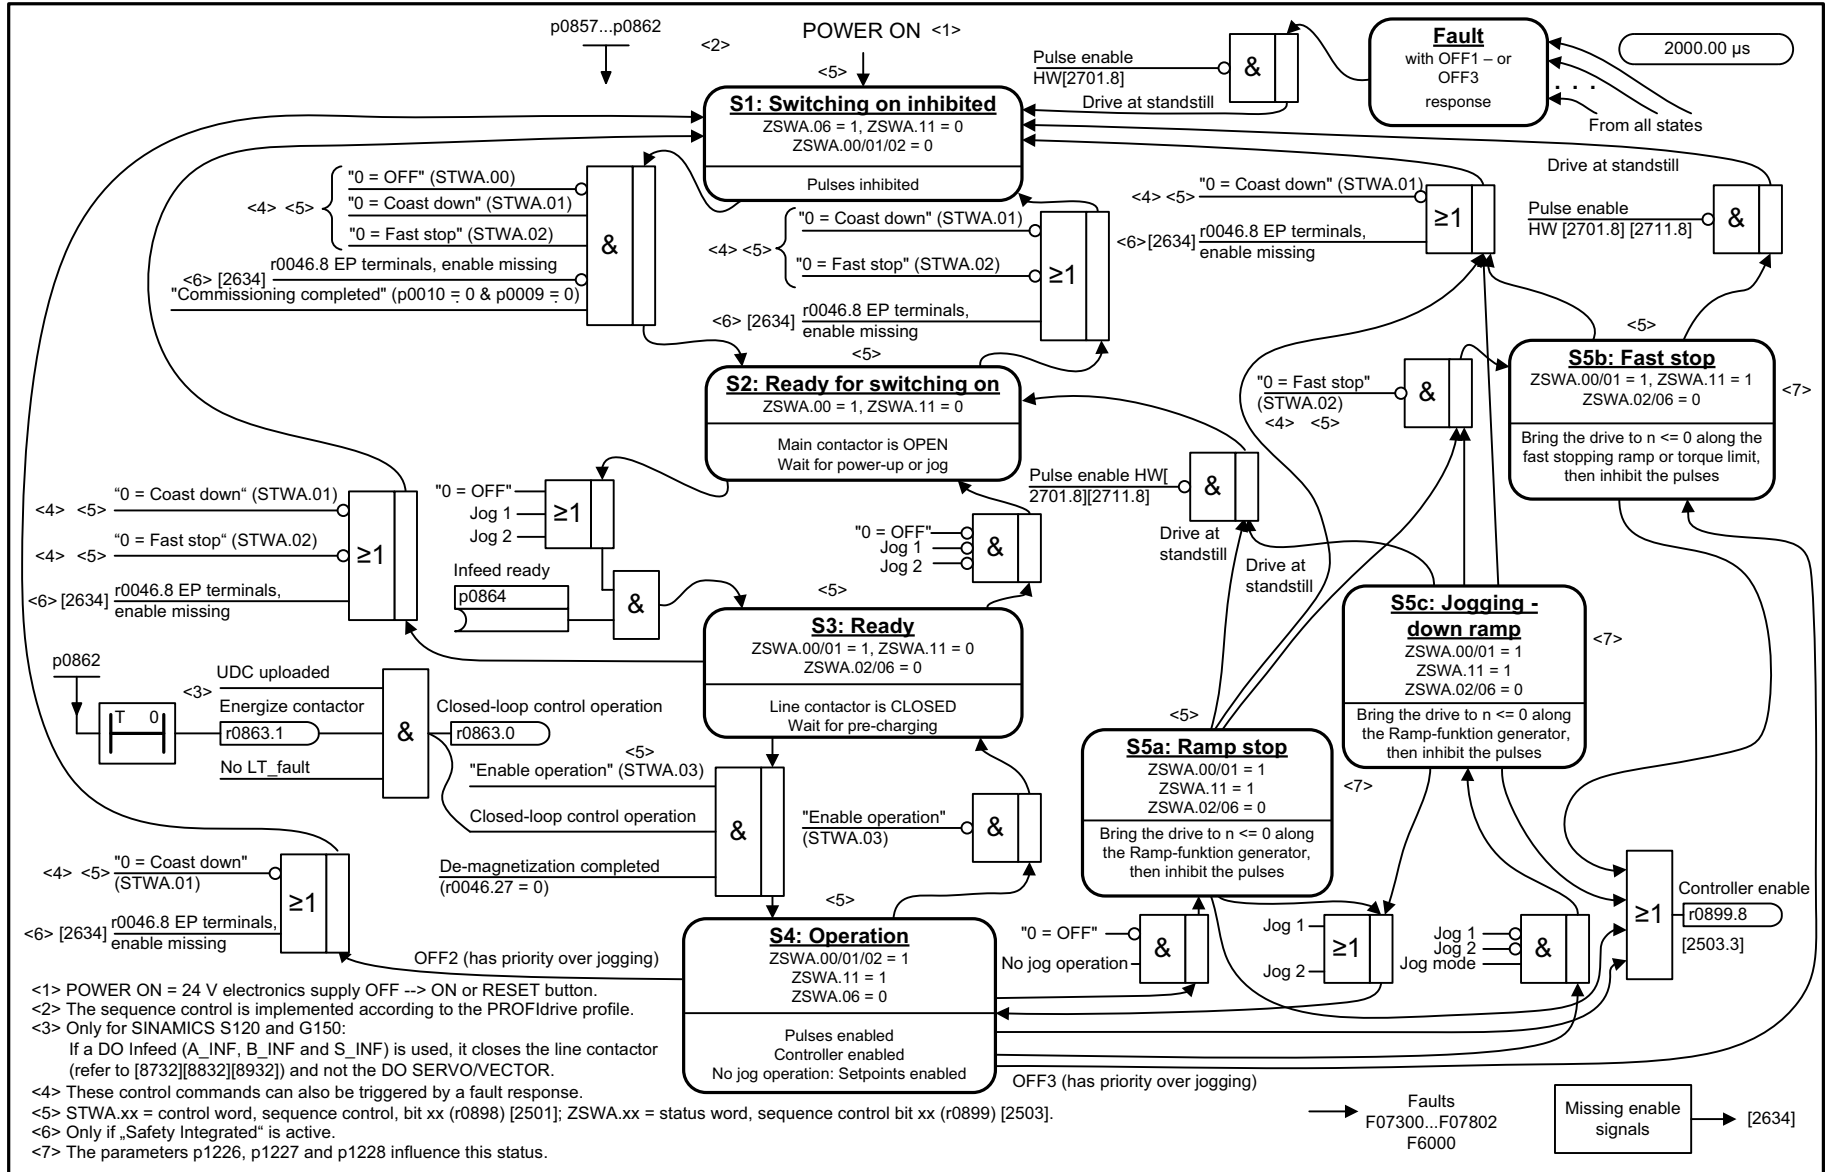 p0857...p0862
<2>
POWER ON <1>
<5>
Pulse enable
HW[2701.8]
&
Drive at standstill
Fault
with OFF1 – or
OFF3
response
2000.00 µs
. . .
From all states
S1: Switching on inhibited
ZSWA.06 = 1, ZSWA.11 = 0
ZSWA.00/01/02 = 0
Pulses inhibited
<4> <5>
"0 = OFF" (STWA.00)
"0 = Coast down" (STWA.01)
"0 = Fast stop" (STWA.02)
<6> [2634]
r0046.8 EP terminals, enable missing
"Commissioning completed" (p0010 = 0 & p0009 = 0)
&
<4> <5>
"0 = Coast down" (STWA.01)
"0 = Fast stop" (STWA.02)
<6> [2634]
r0046.8 EP terminals,
enable missing
≥1
<4> <5>
"0 = Coast down" (STWA.01)
<6>[2634]
r0046.8 EP terminals,
enable missing
≥1
Drive at standstill
Pulse enable
HW [2701.8] [2711.8]
&
<5>
S2: Ready for switching on
ZSWA.00 = 1, ZSWA.11 = 0
Main contactor is OPEN
Wait for power-up or jog
"0 = Fast stop"
(STWA.02)
<4> <5>
&
<5>
S5b: Fast stop
ZSWA.00/01 = 1, ZSWA.11 = 1
ZSWA.02/06 = 0
Bring the drive to n <= 0 along the
fast stopping ramp or torque limit,
then inhibit the pulses
<7>
<4> <5>
"0 = Coast down" (STWA.01)
<4> <5>
"0 = Fast stop" (STWA.02)
<6> [2634]
r0046.8 EP terminals,
enable missing
≥1
"0 = OFF"
Jog 1
Jog 2
≥1
Infeed ready
p0864
&
"0 = OFF"
Jog 1
Jog 2
&
Pulse enable HW[
2701.8][2711.8]
&
Drive at
standstill
Drive at
standstill
<5>
S3: Ready
ZSWA.00/01 = 1, ZSWA.11 = 0
ZSWA.02/06 = 0
Line contactor is CLOSED
Wait for pre-charging
S5c: Jogging -
down ramp
ZSWA.00/01 = 1
ZSWA.11 = 1
ZSWA.02/06 = 0
Bring the drive to n <= 0 along
the Ramp-funktion generator,
then inhibit the pulses
<7>
p0862
T 0
<3>
UDC uploaded
Energize contactor
r0863.1
No LT_fault
&
Closed-loop control operation
r0863.0
<5>
"Enable operation" (STWA.03)
Closed-loop control operation
De-magnetization completed
(r0046.27 = 0)
&
"Enable operation"
(STWA.03)
&
<5>
S5a: Ramp stop
ZSWA.00/01 = 1
ZSWA.11 = 1
ZSWA.02/06 = 0
Bring the drive to n <= 0 along
the Ramp-funktion generator,
then inhibit the pulses
<7>
<4> <5>
"0 = Coast down"
(STWA.01)
<6> [2634]
r0046.8 EP terminals,
enable missing
≥1
OFF2 (has priority over jogging)
<5>
S4: Operation
ZSWA.00/01/02 = 1
ZSWA.11 = 1
ZSWA.06 = 0
Pulses enabled
Controller enabled
No jog operation: Setpoints enabled
"0 = OFF"
No jog operation
&
Jog 1
Jog 2
≥1
Jog 1
Jog 2
Jog mode
&
≥1
Controller enable
r0899.8
[2503.3]
OFF3 (has priority over jogging)
<1> POWER ON = 24 V electronics supply OFF --> ON or RESET button.
<2> The sequence control is implemented according to the PROFIdrive profile.
<3> Only for SINAMICS S120 and G150:
If a DO Infeed (A_INF, B_INF and S_INF) is used, it closes the line contactor
(refer to [8732][8832][8932]) and not the DO SERVO/VECTOR.
<4> These control commands can also be triggered by a fault response.
<5> STWA.xx = control word, sequence control, bit xx (r0898) [2501]; ZSWA.xx = status word, sequence control bit xx (r0899) [2503].
<6> Only if „Safety Integrated“ is active.
<7> The parameters p1226, p1227 and p1228 influence this status.
Faults
F07300...F07802
F6000
Missing enable
signals
[2634]